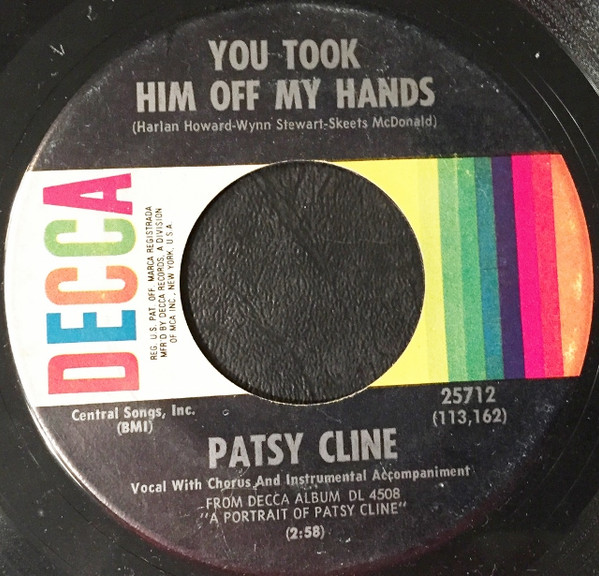 YOU TOOK
HIM OFF MY HANDS
(Harlan Howard-Wynn Stewart-Skeets McDonald)
DECCA
REG. U.S. PAT. OFF. MARCA REGISTRADA
MFR'D BY DECCA RECORDS, A DIVISION
OF MCA INC., NEW YORK, U.S.A.
Central Songs, Inc.
(BMI)
25712
(113,162)
PATSY CLINE
Vocal With Chorus And Instrumental Accompaniment
FROM DECCA ALBUM DL 4508
"A PORTRAIT OF PATSY CLINE"
(2:58)